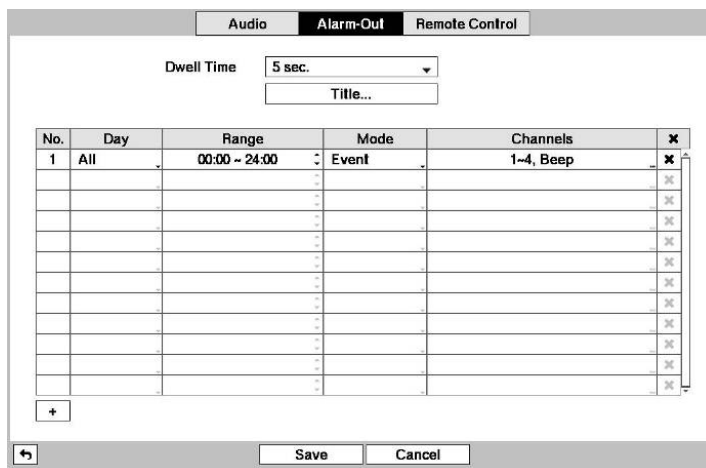 Audio Alarm-Out Remote Control
Dwell Time 5 sec.
Title...
No. Day Range Mode Channels ✖
1 All 00:00 ~ 24:00 Event 1~4, Beep ✖
+
Save Cancel